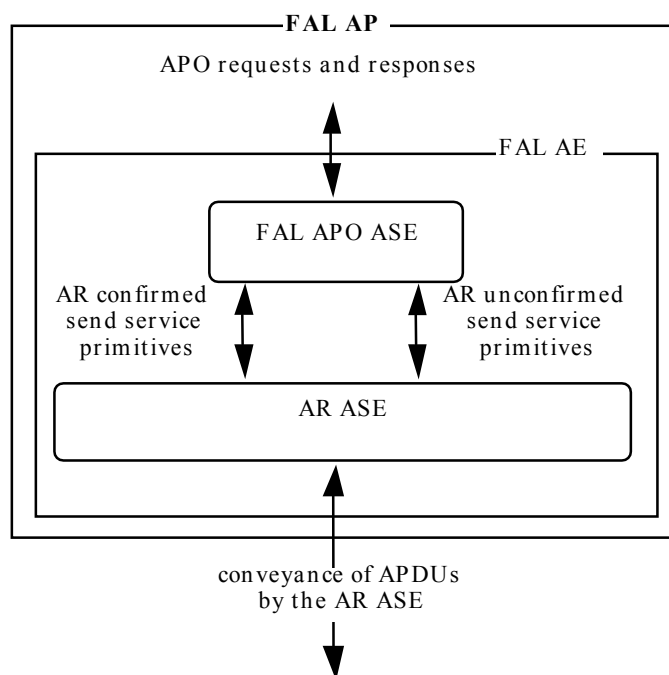 FAL AP
APO requests and responses
FAL AE
FAL APO ASE
AR confirmed
send service
primitives
AR unconfirmed
send service
primitives
AR ASE
conveyance of APDUs
by the AR ASE